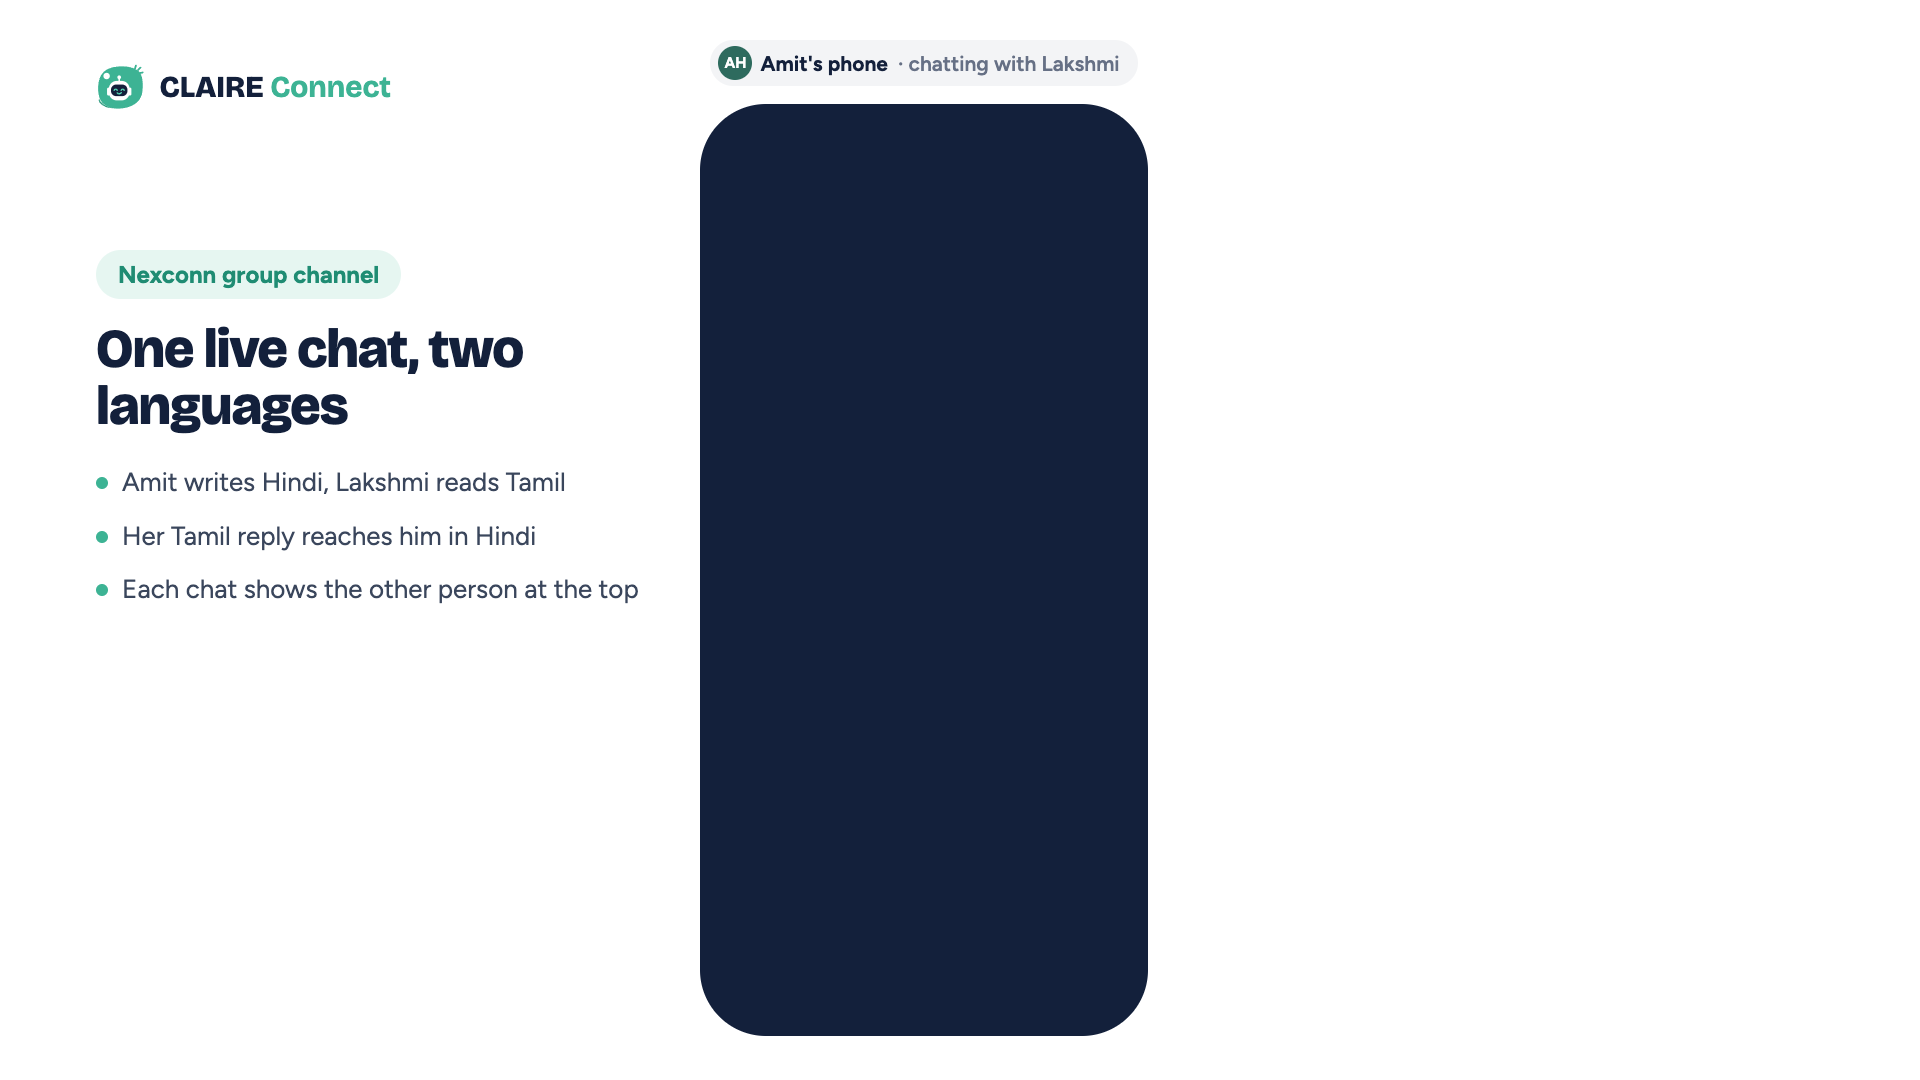 CLAIRE Connect
AH Amit's phone · chatting with Lakshmi
Nexconn group channel
One live chat, two
languages
Amit writes Hindi, Lakshmi reads Tamil
Her Tamil reply reaches him in Hindi
Each chat shows the other person at the top